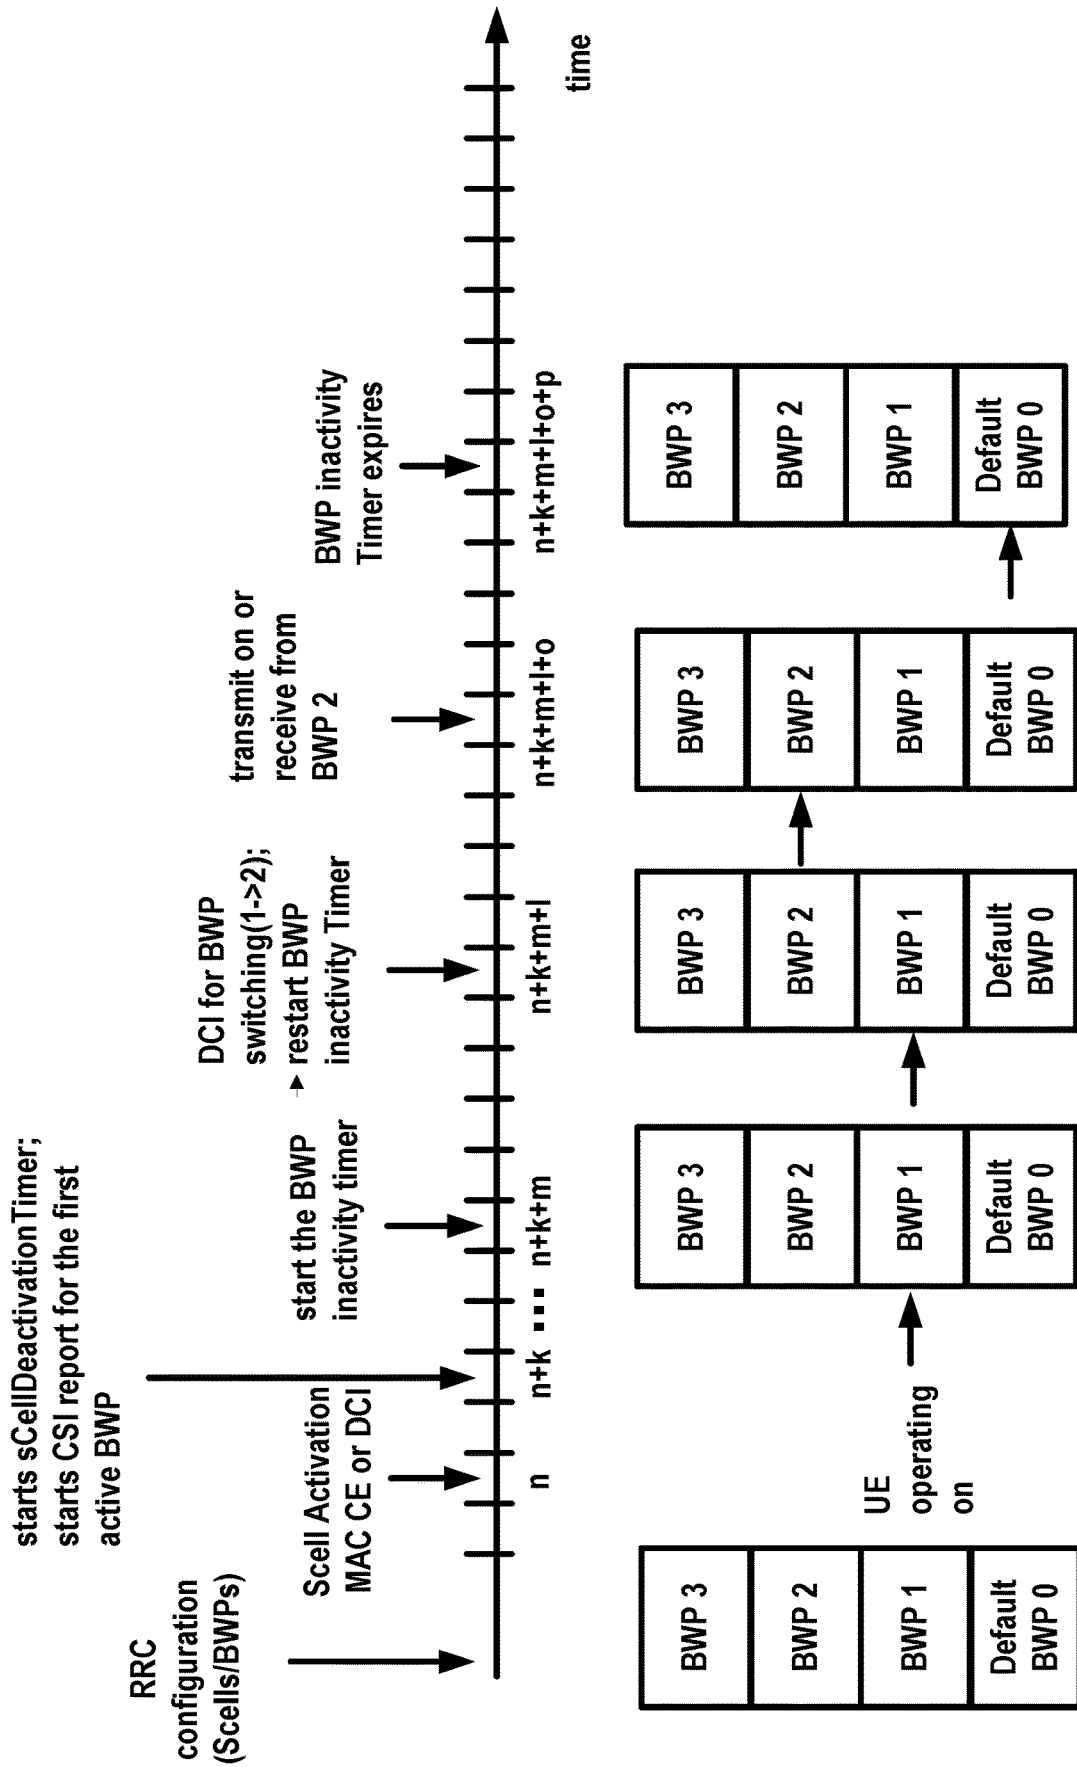 RRC
configuration
(Scells/BWPs)
starts sCellDeactivationTimer;
starts CSI report for the first
active BWP
Scell Activation
MAC CE or DCI
start the BWP
inactivity timer
DCI for BWP
switching(1->2);
→ restart BWP
inactivity Timer
transmit on or
receive from
BWP 2
BWP inactivity
Timer expires
n
n+k
...
n+k+m
n+k+m+l
n+k+m+l+o
n+k+m+l+o+p
time
BWP 3
BWP 2
BWP 1
Default
BWP 0
UE
operating
on
BWP 3
BWP 2
BWP 1
Default
BWP 0
BWP 3
BWP 2
BWP 1
Default
BWP 0
BWP 3
BWP 2
BWP 1
Default
BWP 0
BWP 3
BWP 2
BWP 1
Default
BWP 0